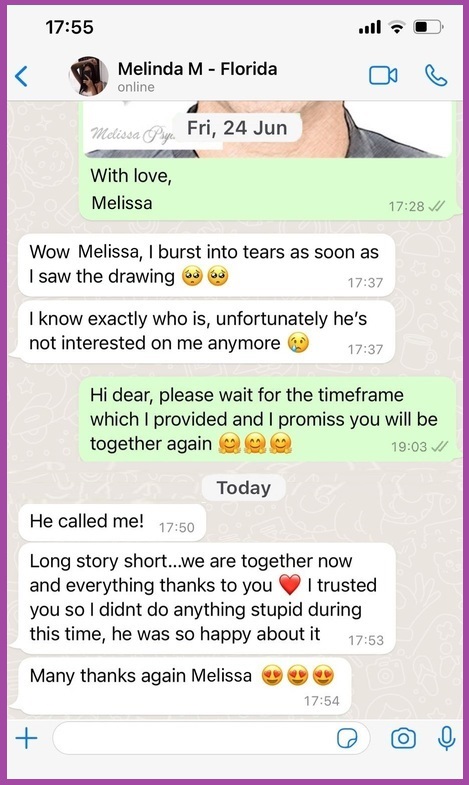 17:55
Melinda M - Florida
online
Melissa
Fri, 24 Jun
With love,
Melissa
17:28
Wow Melissa, I burst into tears as soon as
I saw the drawing 🥺🥺
17:37
I know exactly who is, unfortunately he's
not interested on me anymore 😢
17:37
Hi dear, please wait for the timeframe
which I provided and I promiss you will be
together again 🤗🤗🤗
19:03
Today
He called me!
17:50
Long story short...we are together now
and everything thanks to you ❤️ I trusted
you so I didnt do anything stupid during
this time, he was so happy about it
17:53
Many thanks again Melissa 😍😍😍
17:54